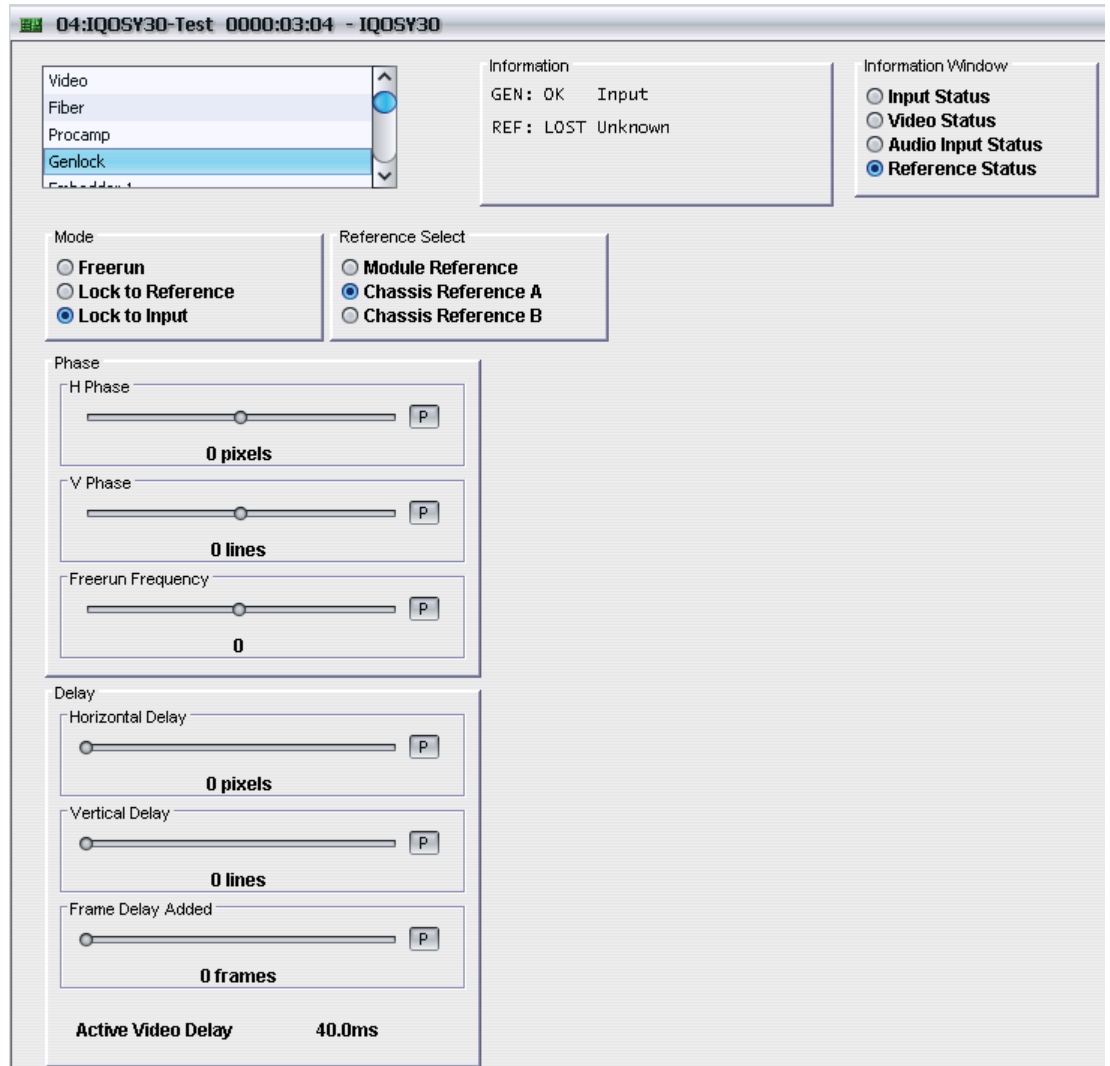 04:IQOSY30-Test 0000:03:04 - IQOSY30
Video
Fiber
Procamp
Genlock
Embedder 1
Information
GEN: OK Input
REF: LOST Unknown
Information Window
Input Status
Video Status
Audio Input Status
Reference Status
Mode
Freerun
Lock to Reference
Lock to Input
Reference Select
Module Reference
Chassis Reference A
Chassis Reference B
Phase
H Phase
P
0 pixels
V Phase
P
0 lines
Freerun Frequency
P
0
Delay
Horizontal Delay
P
0 pixels
Vertical Delay
P
0 lines
Frame Delay Added
P
0 frames
Active Video Delay 40.0ms